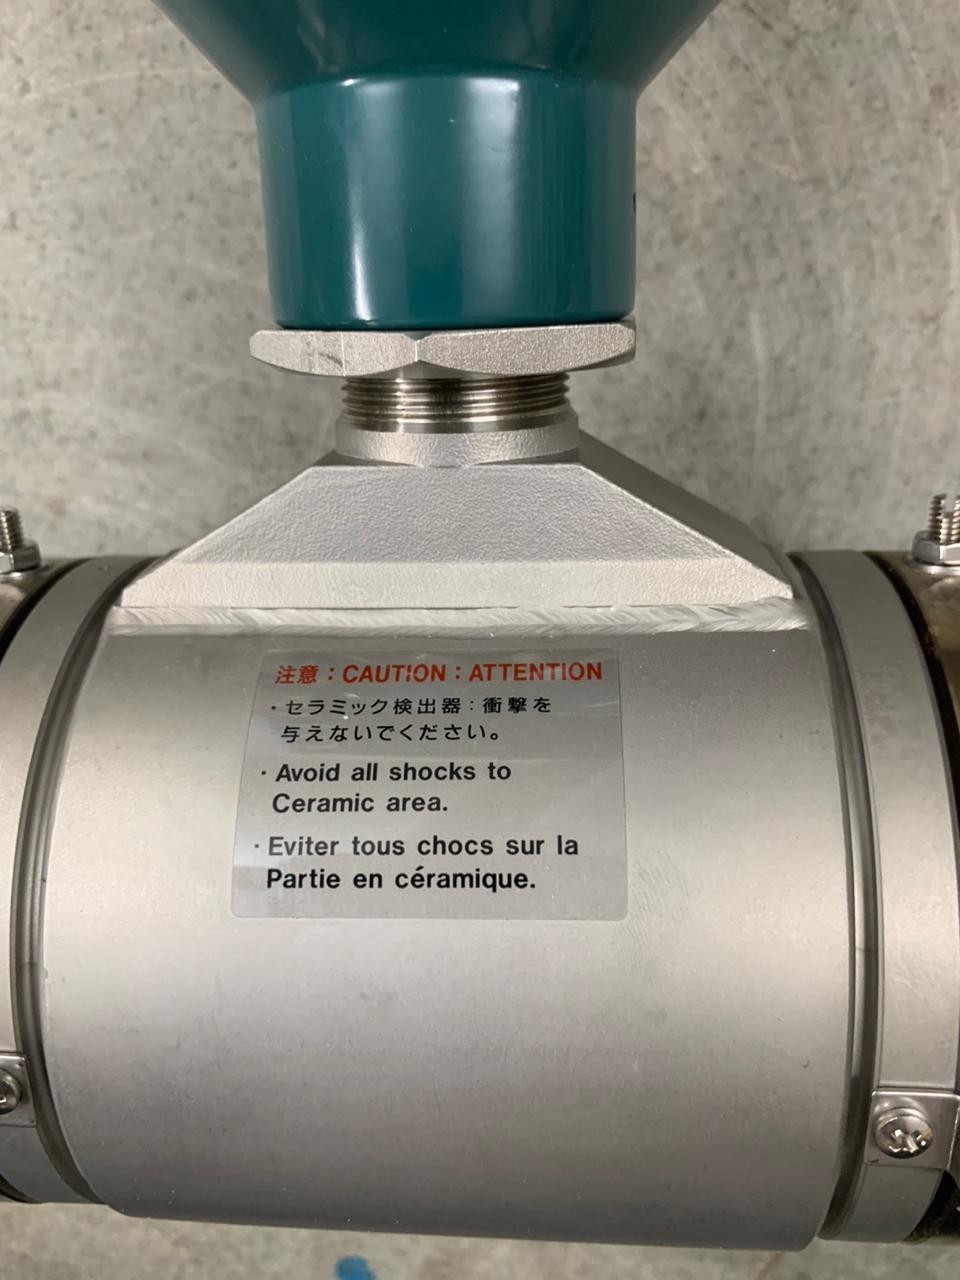 注意：CAUTION：ATTENTION
・セラミック検出器：衝撃を
与えないでください。
・Avoid all shocks to
Ceramic area.
・Eviter tous chocs sur la
Partie en céramique.